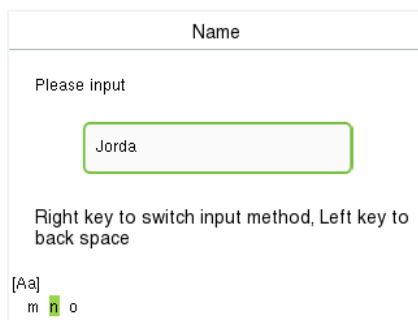 Name
Please input
Jorda
Right key to switch input method, Left key to
back space
[Aa]
m n o